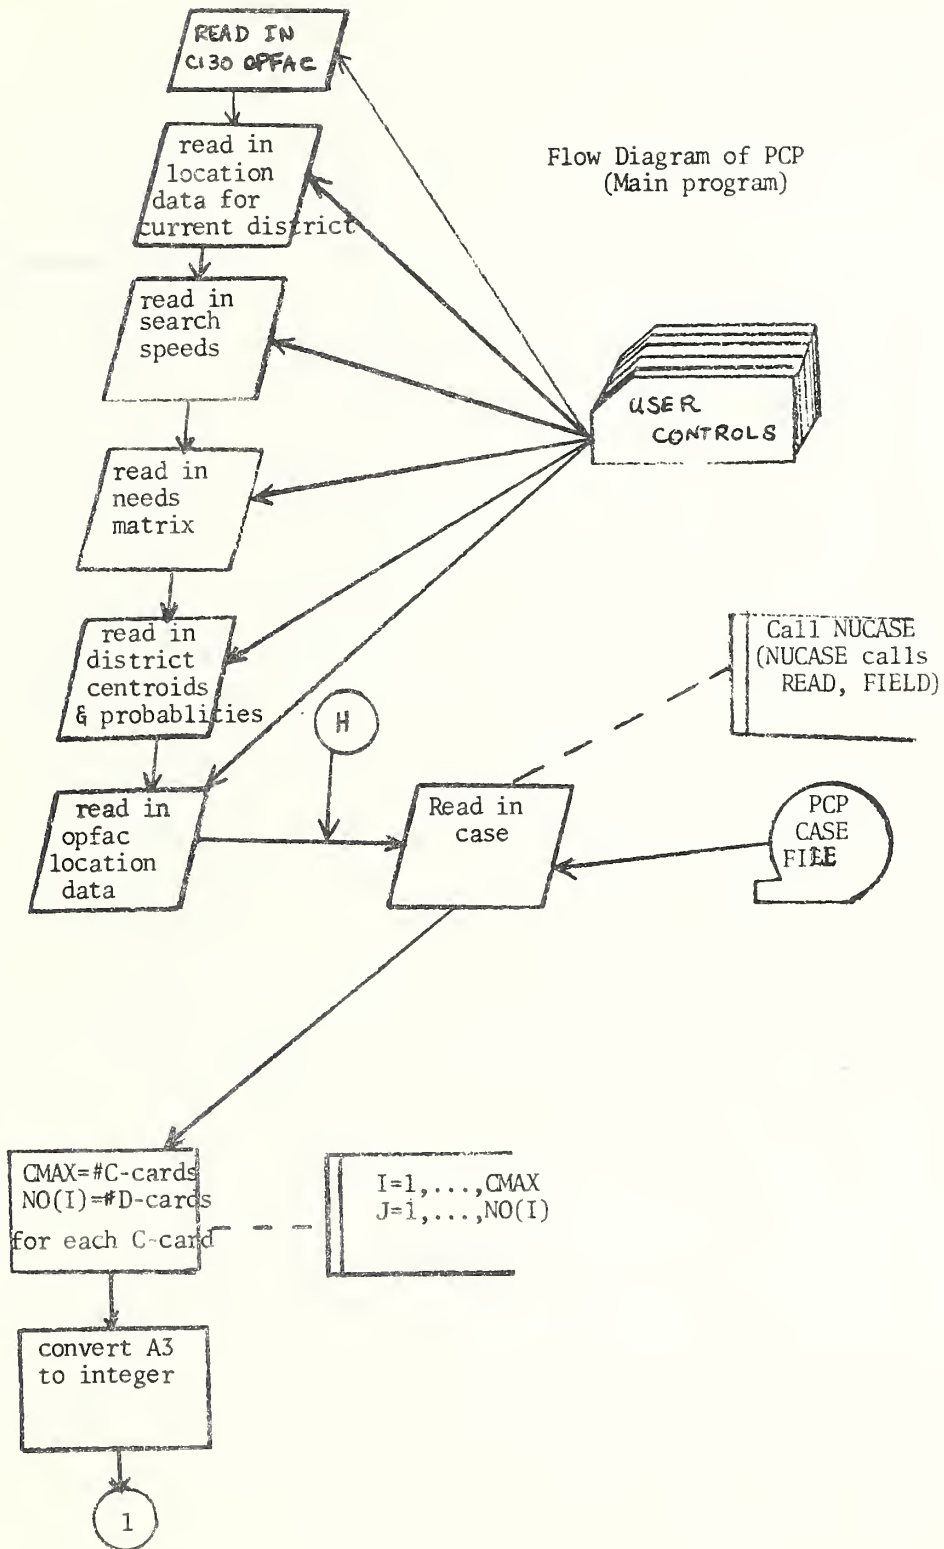 READ IN
C130 OPFAC
read in
location
data for
current district
Flow Diagram of PCP
(Main program)
read in
search
speeds
USER
CONTROLS
read in
needs
matrix
read in
district
centroids
& probablities
H
Call NUCASE
(NUCASE calls
READ, FIELD)
read in
opfac
location
data
Read in
case
PCP
CASE
FILE
CMAX=#C-cards
NO(I)=#D-cards
for each C-card
I=1,...,CMAX
J=1,...,NO(I)
convert A3
to integer
1